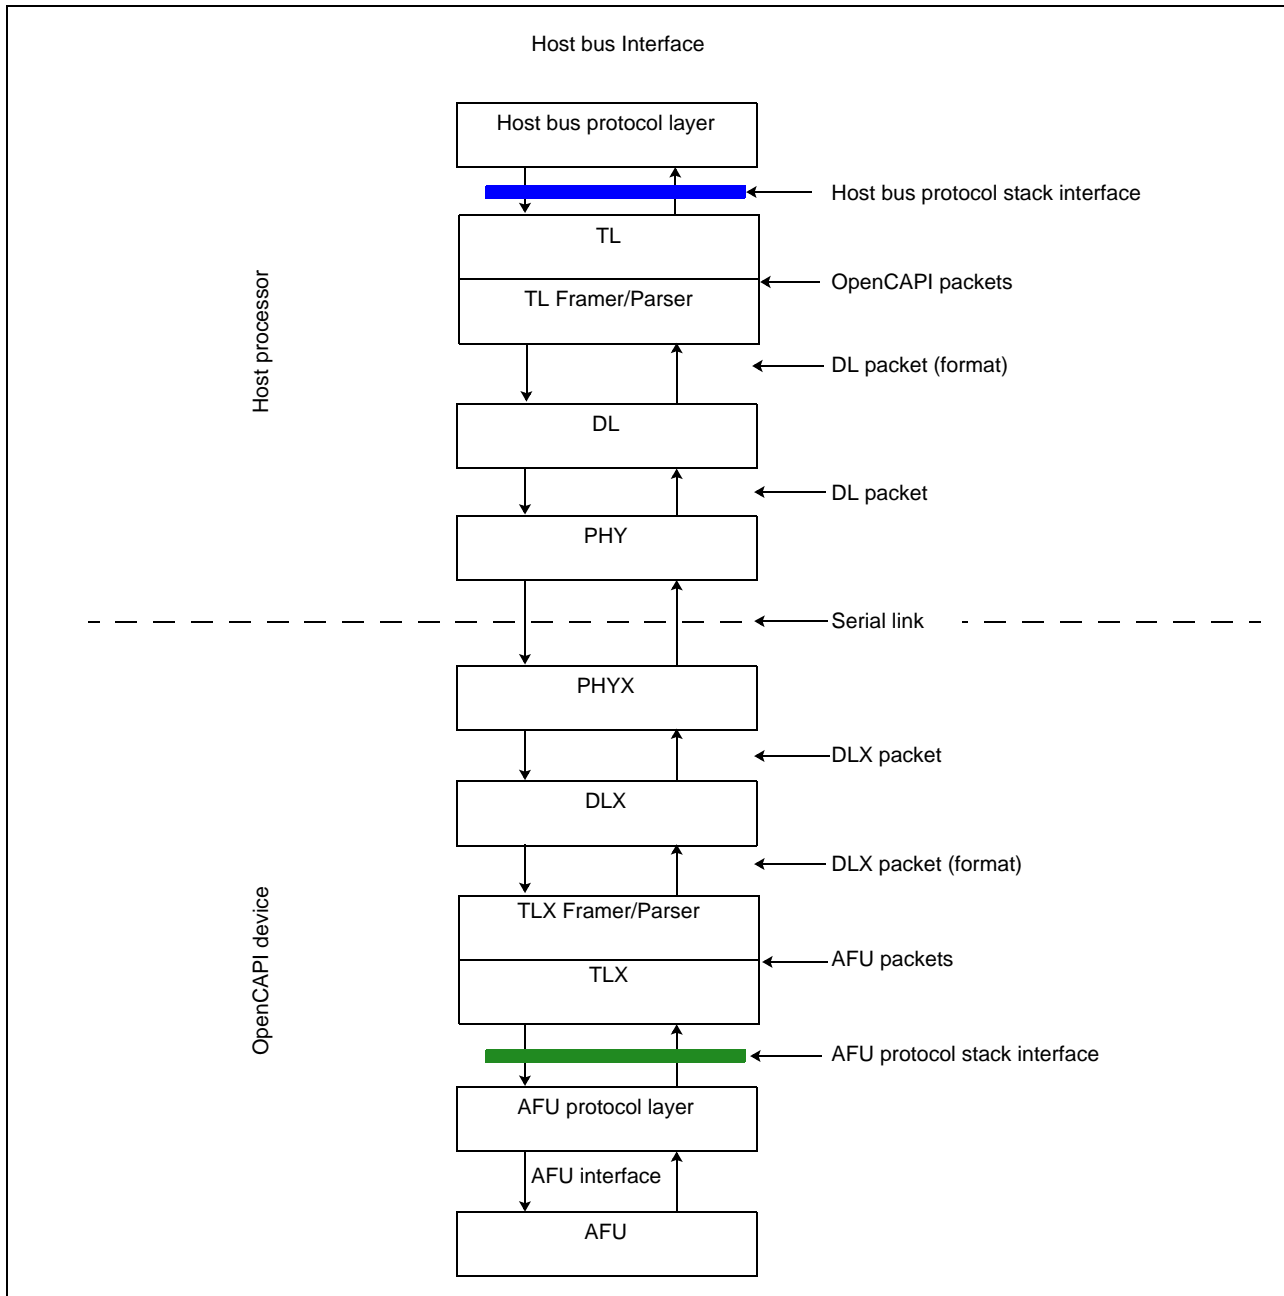 Host bus Interface
Host bus protocol layer
Host bus protocol stack interface
TL
OpenCAPI packets
TL Framer/Parser
Host processor
DL packet (format)
DL
DL packet
PHY
Serial link
PHYX
DLX packet
DLX
DLX packet (format)
TLX Framer/Parser
OpenCAPI device
AFU packets
TLX
AFU protocol stack interface
AFU protocol layer
AFU interface
AFU